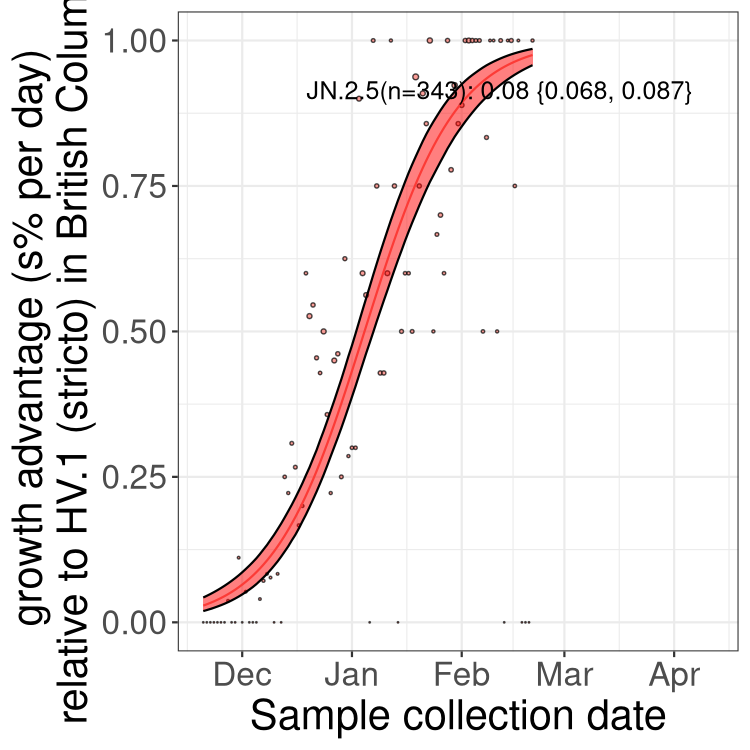 growth advantage (s% per day)
relative to HV.1 (stricto) in British Colum
1.00
0.75
0.50
0.25
0.00
JN.2.5(n=343): 0.08 {0.068, 0.087}
Dec Jan Feb Mar Apr
Sample collection date